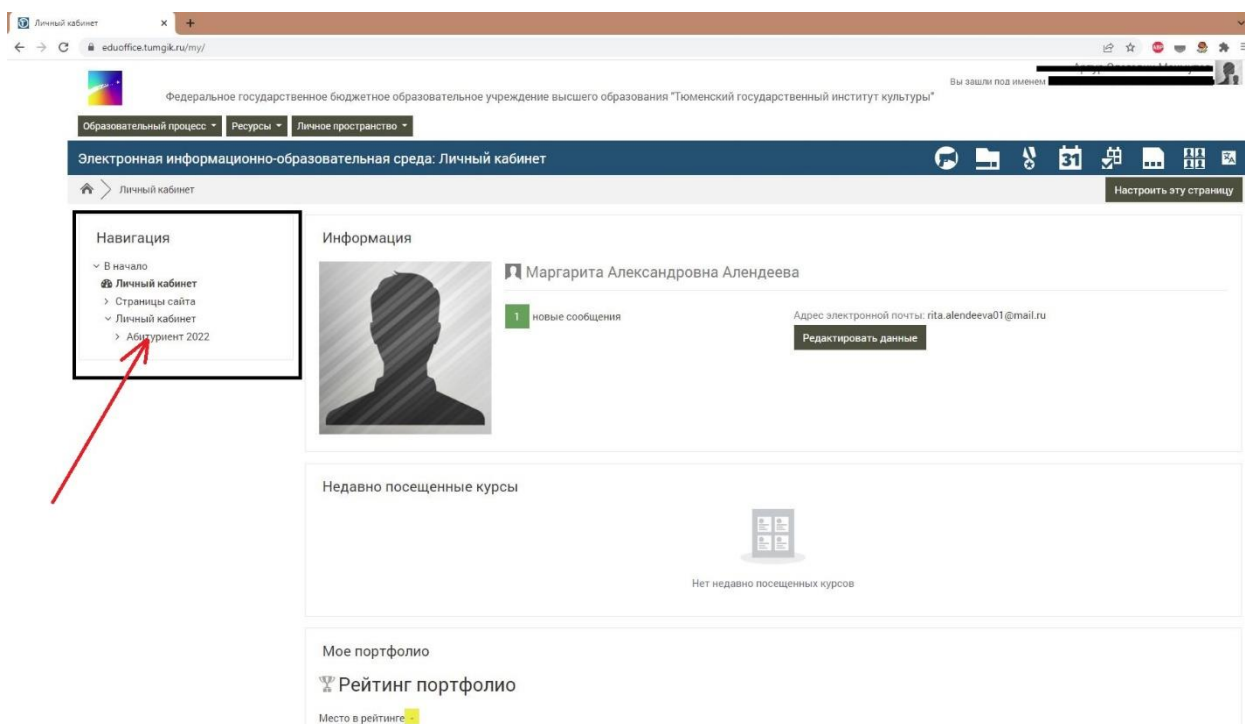 Личный кабинет
eduoffice.tumgik.ru/my/
Вы зашли под именем
Федеральное государственное бюджетное образовательное учреждение высшего образования "Тюменский государственный институт культуры"
Образовательный процесс Ресурсы Личное пространство
Электронная информационно-образовательная среда: Личный кабинет
31
Личный кабинет
Настроить эту страницу
Навигация
В начало
Личный кабинет
Страницы сайта
Личный кабинет
Абитуриент 2022
Информация
Маргарита Александровна Алендеева
1 новые сообщения
Адрес электронной почты: rita.alendeeva01@mail.ru
Редактировать данные
Недавно посещенные курсы
Нет недавно посещенных курсов
Мое портфолио
Рейтинг портфолио
Место в рейтинге -